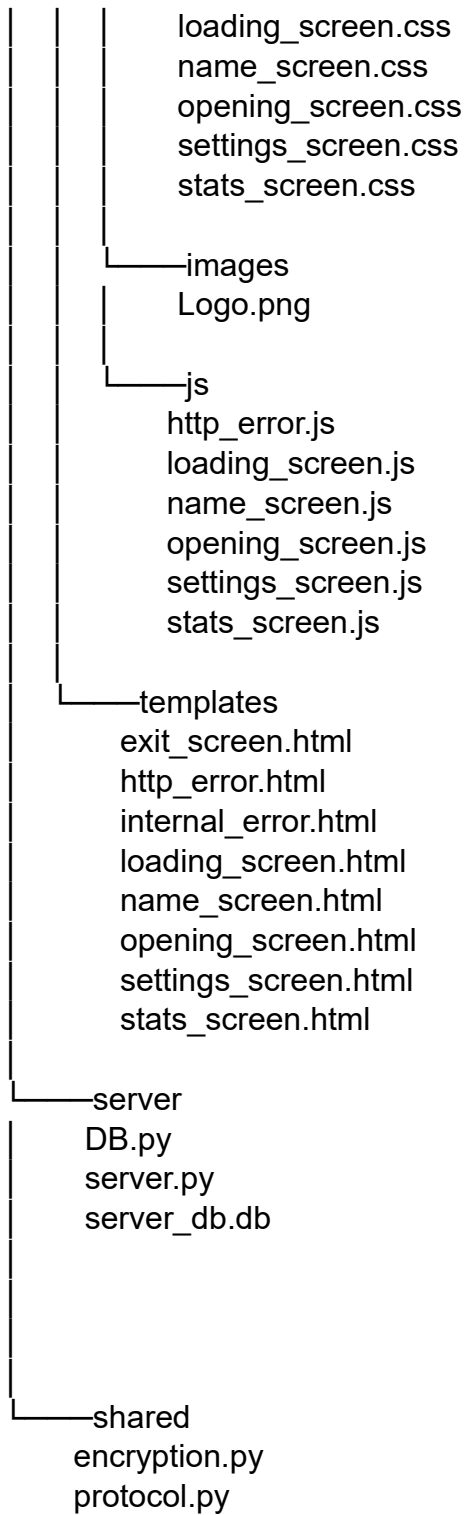 loading_screen.css
name_screen.css
opening_screen.css
settings_screen.css
stats_screen.css
images
Logo.png
js
http_error.js
loading_screen.js
name_screen.js
opening_screen.js
settings_screen.js
stats_screen.js
templates
exit_screen.html
http_error.html
internal_error.html
loading_screen.html
name_screen.html
opening_screen.html
settings_screen.html
stats_screen.html
server
DB.py
server.py
server_db.db
shared
encryption.py
protocol.py